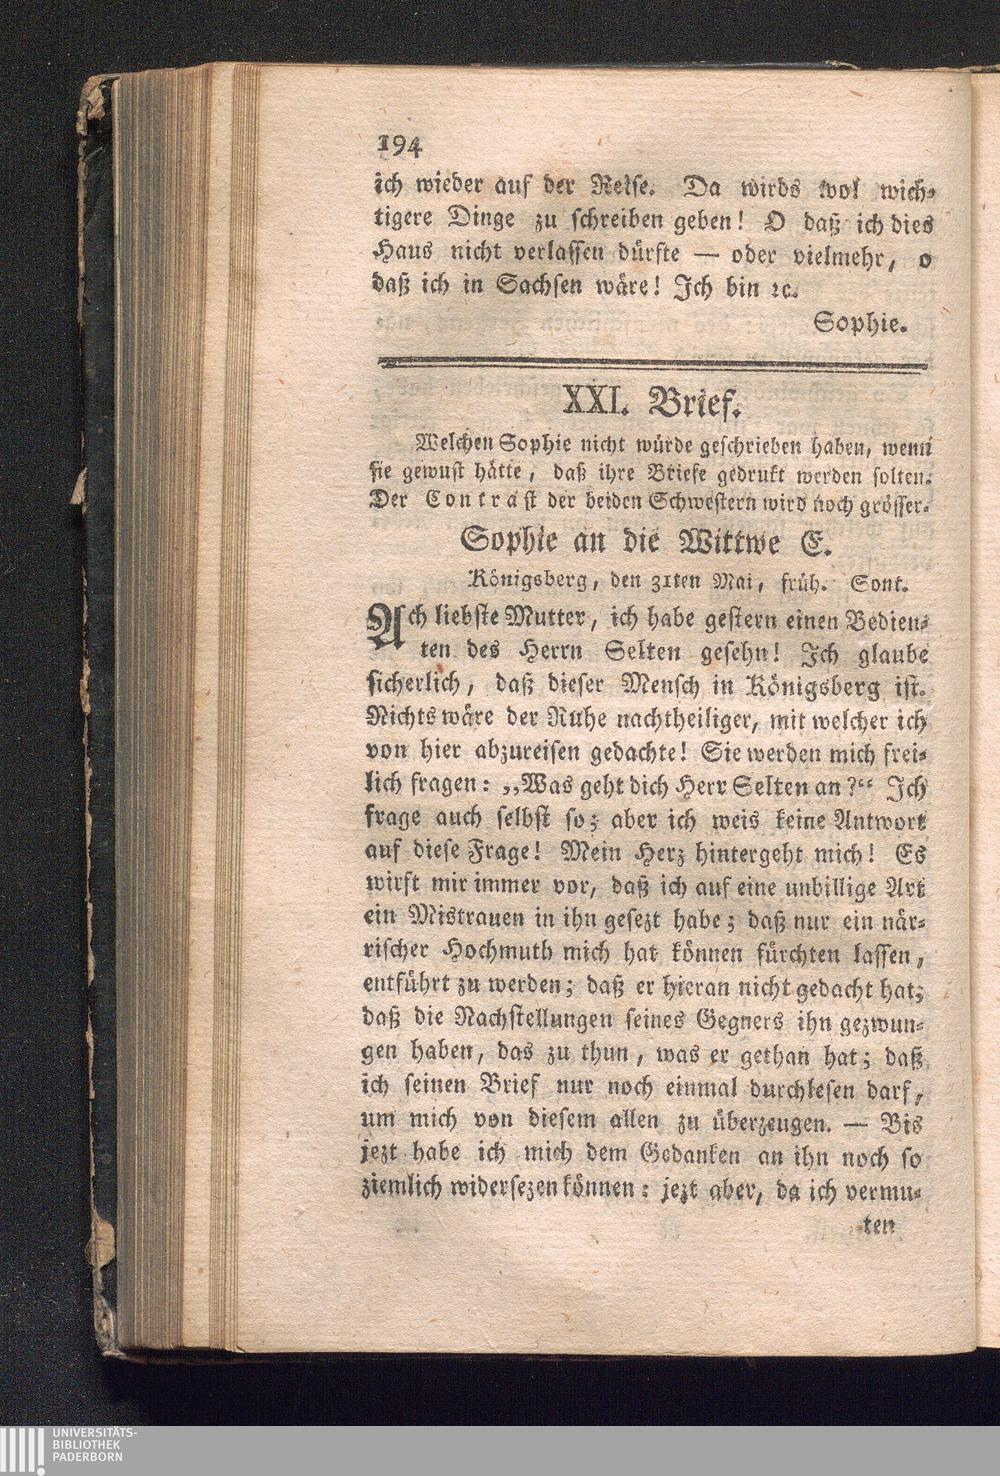 194
ich wieder auf der Reise. Da wirds wol wich-
tigere Dinge zu schreiben geben! O daß ich dies
Haus nicht verlassen dürfte — oder vielmehr, o
daß ich in Sachsen wäre! Ich bin ꝛc.
Sophie.
XXI. Brief.
Welchen Sophie nicht würde geschrieben haben, wenn
sie gewust hätte, daß ihre Briefe gedrukt werden solten.
Der Contrast der beiden Schwestern wird noch grösser.
Sophie an die Wittwe E.
Königsberg, den 31ten Mai, früh. Sont.
Ach liebste Mutter, ich habe gestern einen Bedien-
ten des Herrn Selten gesehn! Ich glaube
sicherlich, daß dieser Mensch in Königsberg ist.
Nichts wäre der Ruhe nachtheiliger, mit welcher ich
von hier abzureisen gedachte! Sie werden mich frei-
lich fragen: „Was geht dich Herr Selten an?“ Ich
frage auch selbst so; aber ich weis keine Antwort
auf diese Frage! Mein Herz hintergeht mich! Es
wirft mir immer vor, daß ich auf eine unbillige Art
ein Mistrauen in ihn gesezt habe; daß nur ein när-
rischer Hochmuth mich hat können fürchten lassen,
entführt zu werden; daß er hieran nicht gedacht hat;
daß die Nachstellungen seines Gegners ihn gezwun-
gen haben, das zu thun, was er gethan hat; daß
ich seinen Brief nur noch einmal durchlesen darf,
um mich von diesem allen zu überzeugen. — Bis
jezt habe ich mich dem Gedanken an ihn noch so
ziemlich widersezen können: jezt aber, da ich vermu-
ten
UNIVERSITÄTS-
BIBLIOTHEK
PADERBORN